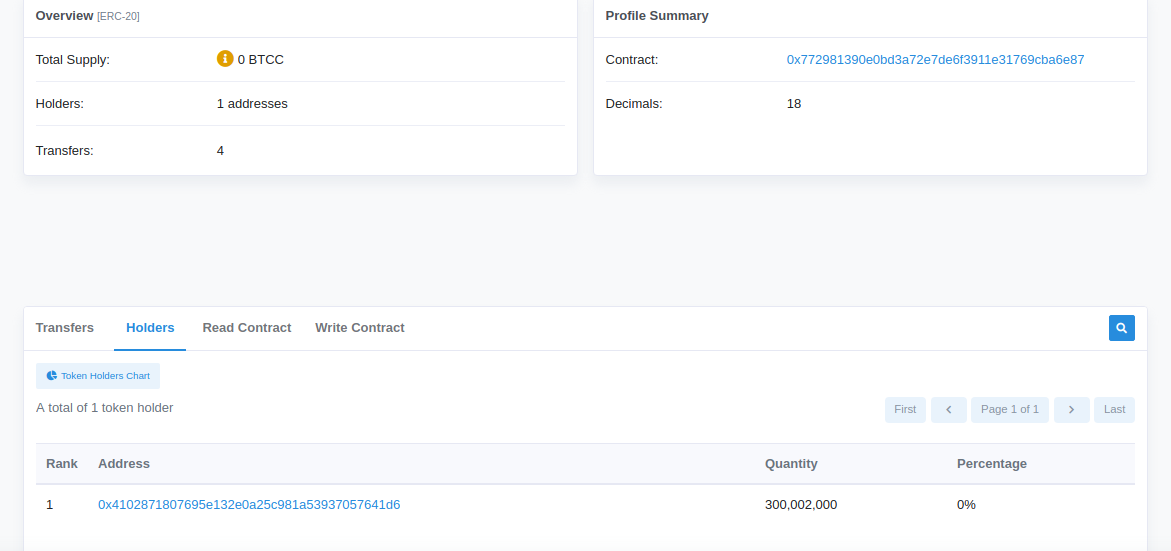 Overview [ERC-20]
Total Supply: 0 BTCC
Holders: 1 addresses
Transfers: 4
Profile Summary
Contract: 0x772981390e0bd3a72e7de6f3911e31769cba6e87
Decimals: 18
Transfers Holders Read Contract Write Contract
Token Holders Chart
A total of 1 token holder
First Page 1 of 1 Last
Rank Address Quantity Percentage
1 0x4102871807695e132e0a25c981a53937057641d6 300,002,000 0%